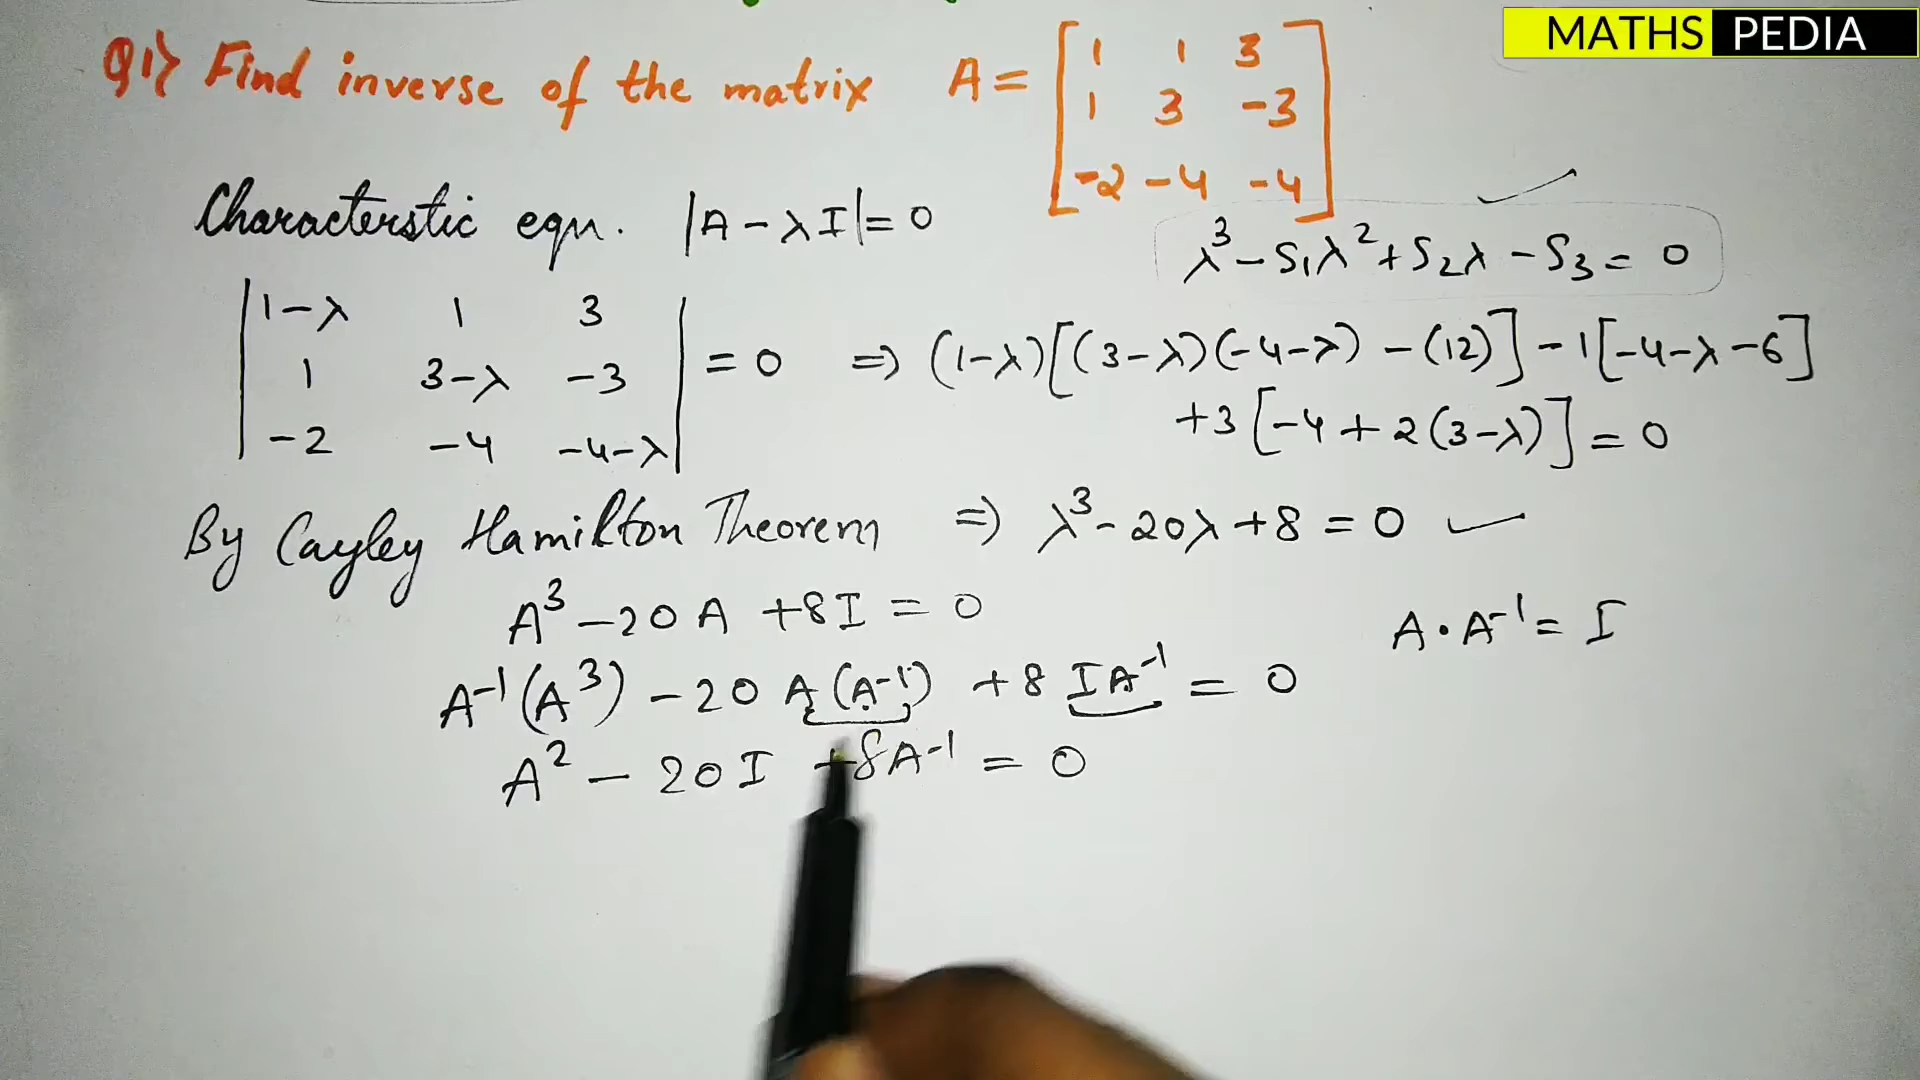 MATHS PEDIA
Q1) Find inverse of the matrix A = [1 1 3
1 3 -3
-2 -4 -4]
Characterstic eqn. |A - λI| = 0
λ³ - S₁λ² + S₂λ - S₃ = 0
|1-λ 1 3
1 3-λ -3
-2 -4 -4-λ| = 0 ⇒ (1-λ)[(3-λ)(-4-λ) - (12)] - 1[-4-λ-6]
+3[-4+2(3-λ)] = 0
By Cayley Hamilton Theorem ⇒ λ³ - 20λ + 8 = 0
A³ - 20A + 8I = 0
A · A⁻¹ = I
A⁻¹(A³) - 20 A(A⁻¹) + 8 IA⁻¹ = 0
A² - 20I + 8A⁻¹ = 0